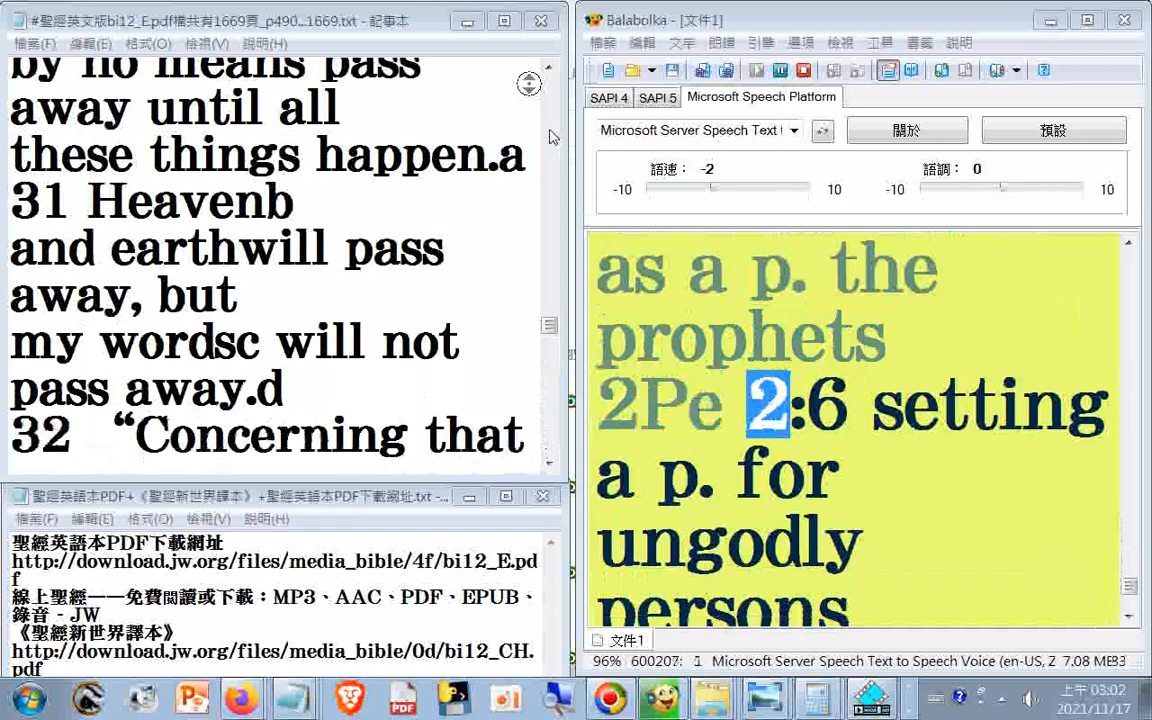 #聖經英文版bi12_E.pdf檔共有1669頁_p490...1669.txt - 記事本
檔案(F) 編輯(E) 格式(O) 檢視(V) 說明(H)
by no means pass
away until all
these things happen.a
31 Heavenb
and earthwill pass
away, but
my wordsc will not
pass away.d
32 “Concerning that
聖經英語本PDF+《聖經新世界譯本》+聖經英語本PDF下載網址.txt - ...
檔案(F) 編輯(E) 格式(O) 檢視(V) 說明(H)
聖經英語本PDF下載網址
http://download.jw.org/files/media_bible/4f/bi12_E.pd
f
線上聖經——免費閱讀或下載：MP3、AAC、PDF、EPUB、
錄音 - JW
《聖經新世界譯本》
http://download.jw.org/files/media_bible/0d/bi12_CH.
pdf
Balabolka - [文件1]
檔案 編輯 文字 朗讀 引擎 選項 檢視 工具 書籤 說明
SAPI 4 SAPI 5 Microsoft Speech Platform
Microsoft Server Speech Text 關於 預設
語速： -2 語調： 0
-10 10 -10 10
as a p. the
prophets
2Pe 2:6 setting
a p. for
ungodly
persons
文件1
96% 600207: 1 Microsoft Server Speech Text to Speech Voice (en-US, Z 7.08 MB
上午 03:02
2021/11/17